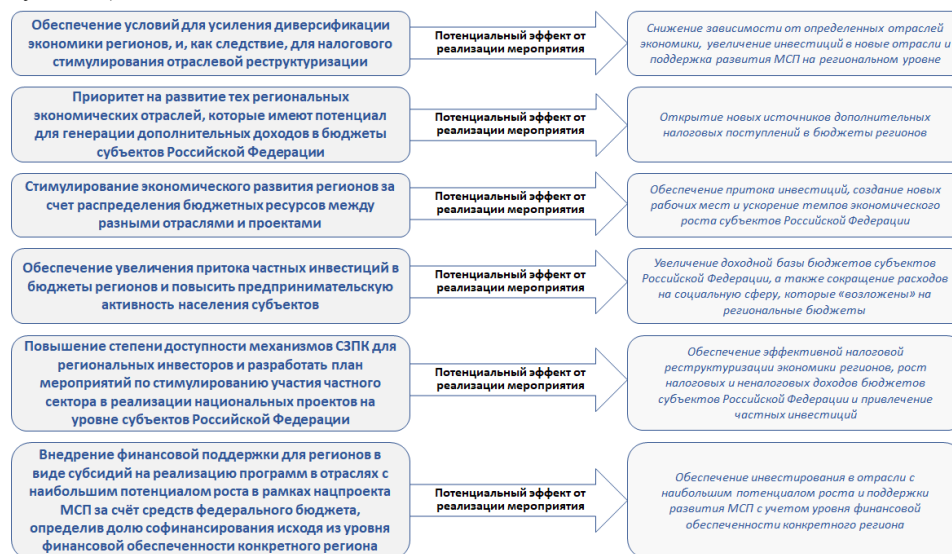 Обеспечение условий для усиления диверсификации
экономики регионов, и, как следствие, для налогового
стимулирования отраслевой реструктуризации
Потенциальный эффект от
реализации мероприятия
Снижение зависимости от определенных отраслей
экономики, увеличение инвестиций в новые отрасли и
поддержка развития МСП на региональном уровне
Приоритет на развитие тех региональных
экономических отраслей, которые имеют потенциал
для генерации дополнительных доходов в бюджеты
субъектов Российской Федерации
Потенциальный эффект от
реализации мероприятия
Открытие новых источников дополнительных
налоговых поступлений в бюджеты регионов
Стимулирование экономического развития регионов за
счет распределения бюджетных ресурсов между
разными отраслями и проектами
Потенциальный эффект от
реализации мероприятия
Обеспечение притока инвестиций, создание новых
рабочих мест и ускорение темпов экономического
роста субъектов Российской Федерации
Обеспечение увеличения притока частных инвестиций в
бюджеты регионов и повысить предпринимательскую
активность населения субъектов
Потенциальный эффект от
реализации мероприятия
Увеличение доходной базы бюджетов субъектов
Российской Федерации, а также сокращение расходов
на социальную сферу, которые «возложены» на
региональные бюджеты
Повышение степени доступности механизмов СЗПК для
региональных инвесторов и разработать план
мероприятий по стимулированию участия частного
сектора в реализации национальных проектов на
уровне субъектов Российской Федерации
Потенциальный эффект от
реализации мероприятия
Обеспечение эффективной налоговой
реструктуризации экономики регионов, рост
налоговых и неналоговых доходов бюджетов
субъектов Российской Федерации и привлечение
частных инвестиций
Внедрение финансовой поддержки для регионов в
виде субсидий на реализацию программ в отраслях с
наибольшим потенциалом роста в рамках нацпроекта
МСП за счёт средств федерального бюджета,
определив долю софинансирования исходя из уровня
финансовой обеспеченности конкретного региона
Потенциальный эффект от
реализации мероприятия
Обеспечение инвестирования в отрасли с
наибольшим потенциалом роста и поддержки
развития МСП с учетом уровня финансовой
обеспеченности конкретного региона